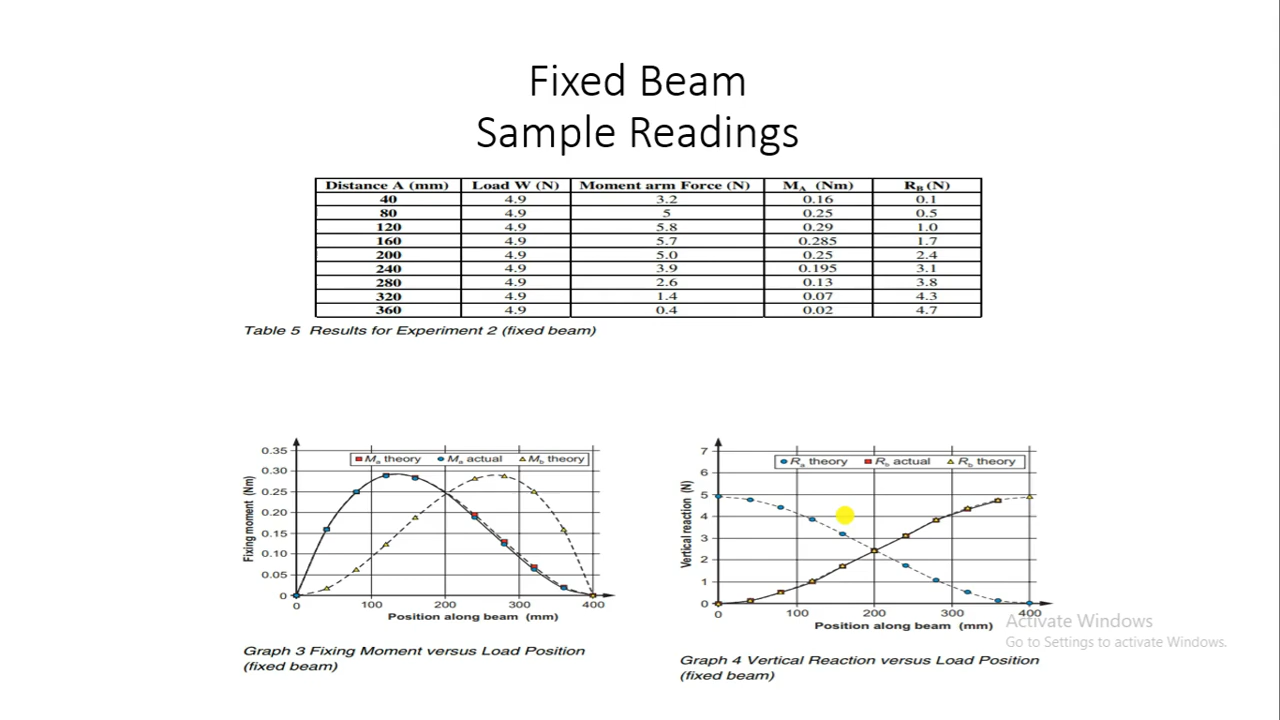 Fixed Beam
Sample Readings
Distance A (mm) Load W (N) Moment arm Force (N) MA (Nm) RB (N)
40 4.9 3.2 0.16 0.1
80 4.9 5 0.25 0.5
120 4.9 5.8 0.29 1.0
160 4.9 5.7 0.285 1.7
200 4.9 5.0 0.25 2.4
240 4.9 3.9 0.195 3.1
280 4.9 2.6 0.13 3.8
320 4.9 1.4 0.07 4.3
360 4.9 0.4 0.02 4.7
Table 5 Results for Experiment 2 (fixed beam)
0.35
Ma theory Ma actual Mb theory
0.30
0.25
0.20
0.15
0.10
0.05
0
0 100 200 300 400
Fixing moment (Nm)
Position along beam (mm)
Graph 3 Fixing Moment versus Load Position
(fixed beam)
7
Ra theory Rb actual Rb theory
6
5
4
3
2
1
0
0 100 200 300 400
Vertical reaction (N)
Position along beam (mm)
Graph 4 Vertical Reaction versus Load Position
(fixed beam)
Activate Windows
Go to Settings to activate Windows.